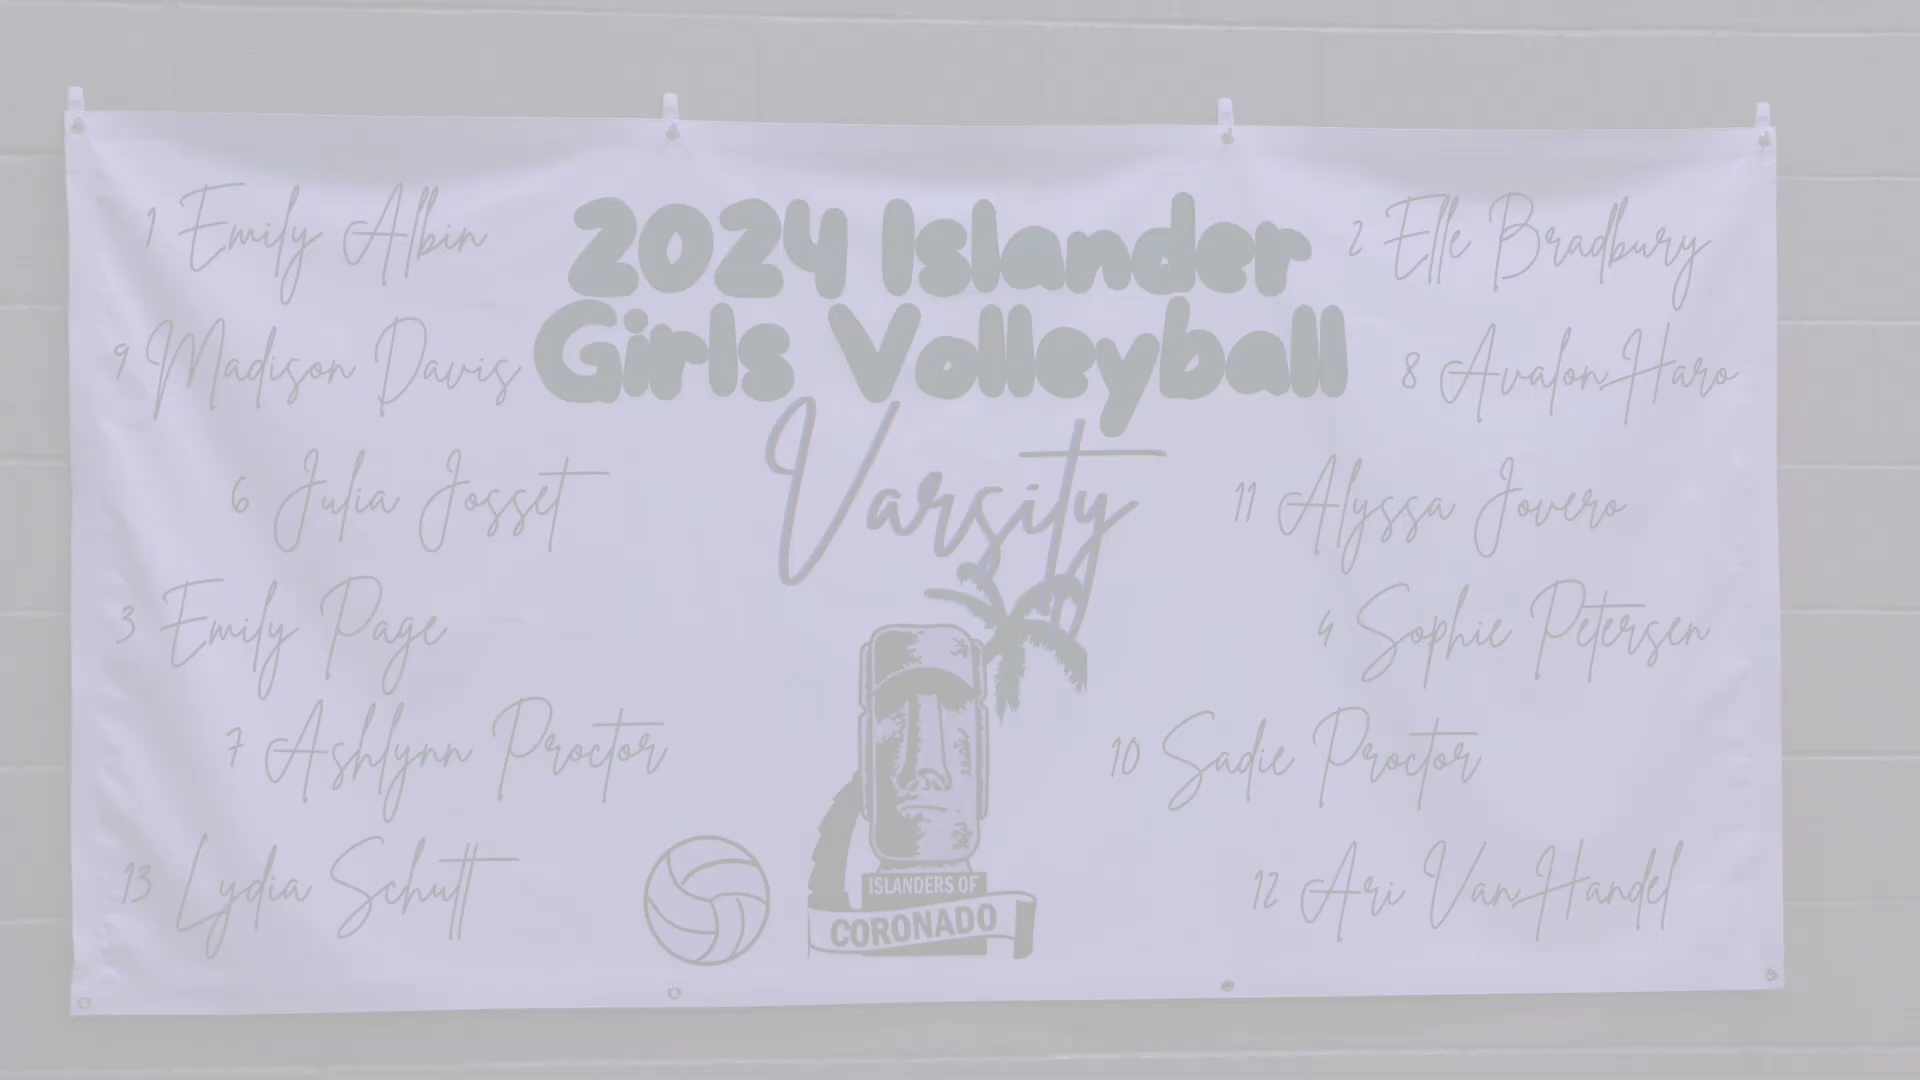 2024 Islander
Girls Volleyball
Varsity
1 Emily Albin
9 Madison Davis
6 Julia Josset
3 Emily Page
7 Ashlynn Proctor
13 Lydia Schutt
2 Elle Bradbury
8 Avalon Haro
11 Alyssa Jovero
4 Sophie Petersen
10 Sadie Proctor
12 Ari VanHandel
ISLANDERS OF
CORONADO